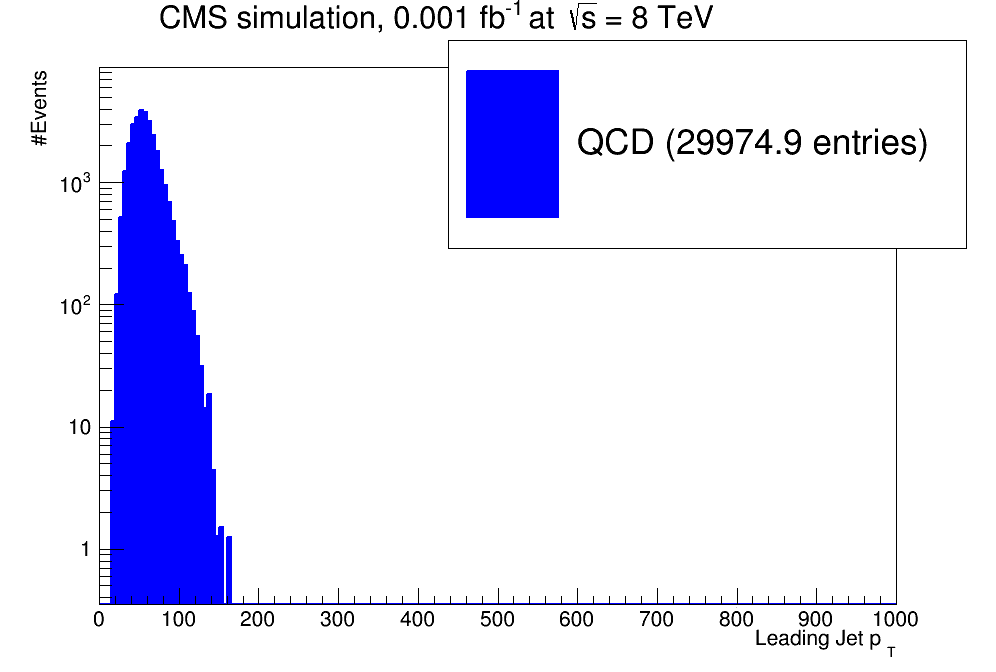 CMS simulation, 0.001 fb⁻¹ at √s = 8 TeV
#Events
QCD (29974.9 entries)
10³
10²
10
1
0 100 200 300 400 500 600 700 800 900 1000
Leading Jet p_T